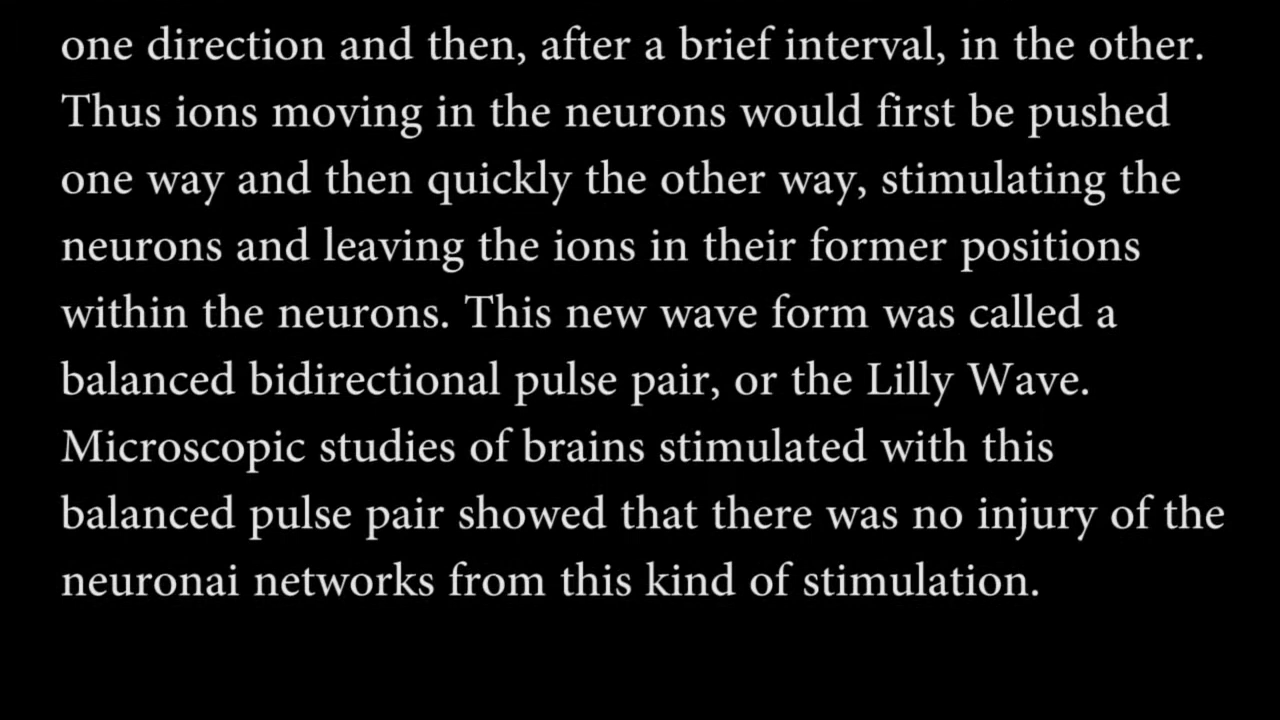 one direction and then, after a brief interval, in the other.
Thus ions moving in the neurons would first be pushed
one way and then quickly the other way, stimulating the
neurons and leaving the ions in their former positions
within the neurons. This new wave form was called a
balanced bidirectional pulse pair, or the Lilly Wave.
Microscopic studies of brains stimulated with this
balanced pulse pair showed that there was no injury of the
neuronai networks from this kind of stimulation.